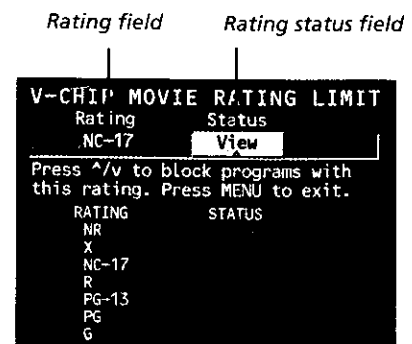 Rating field Rating status field
V-CHIP MOVIE RATING LIMIT
Rating Status
NC-17 View
Press ^/v to block programs with
this rating. Press MENU to exit.
RATING STATUS
NR
X
NC-17
R
PG-13
PG
G